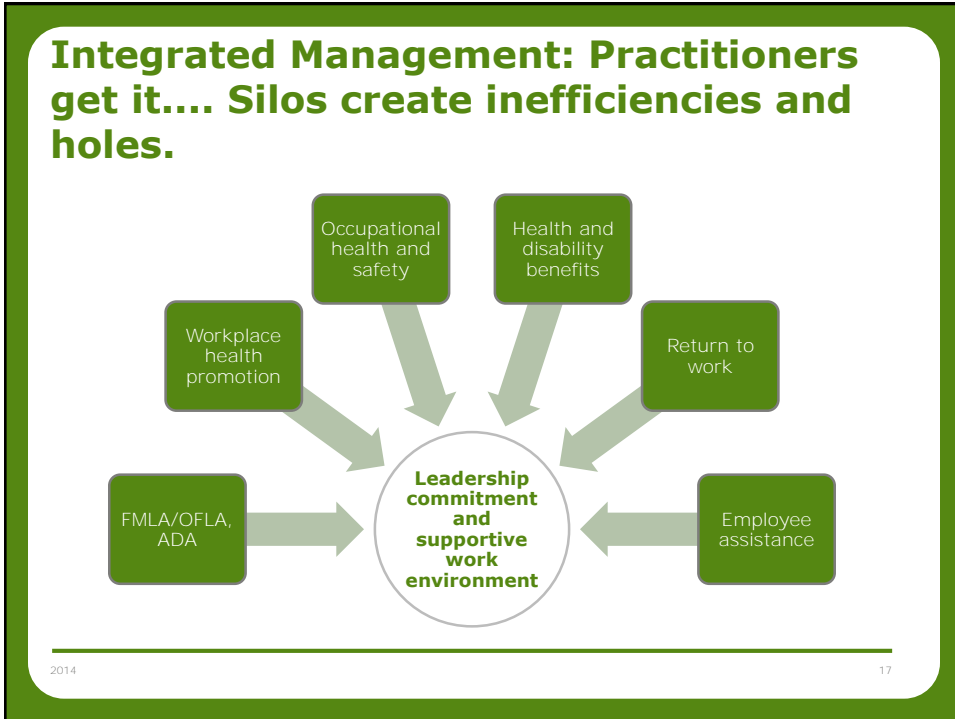 Integrated Management: Practitioners
get it.... Silos create inefficiencies and
holes.
Occupational
health and
safety
Health and
disability
benefits
Workplace
health
promotion
Return to
work
FMLA/OFLA,
ADA
Leadership
commitment
and
supportive
work
environment
Employee
assistance
2014
17